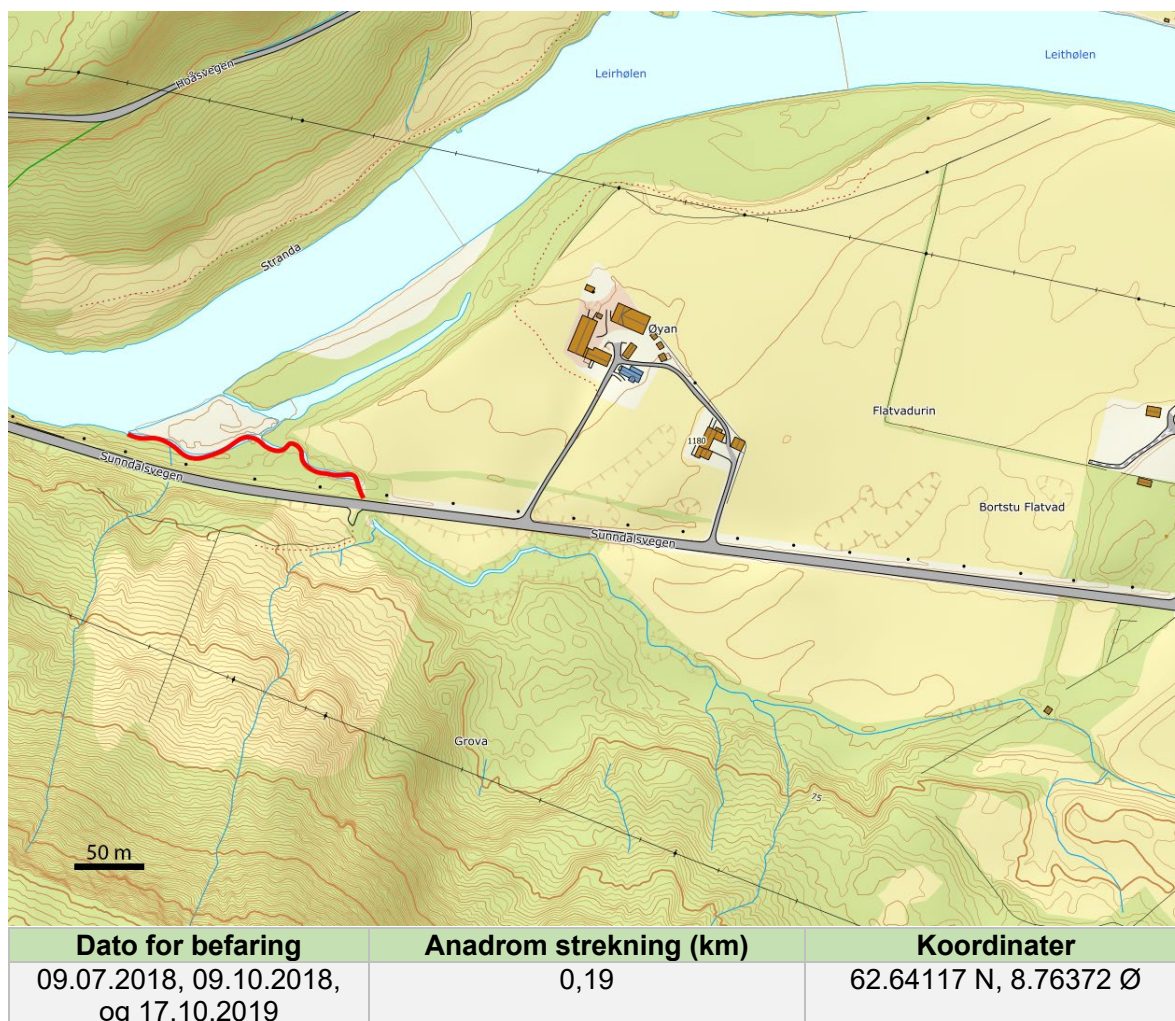 Hoåsvegen
Leirhølen
Leithølen
Stranda
Øyan
Flatvadurin
1180
Sunndalsvegen
Bortstu Flatvad
Sunndalsvegen
Grova
75
50 m
Dato for befaring
Anadrom strekning (km)
Koordinater
09.07.2018, 09.10.2018,
og 17.10.2019
0,19
62.64117 N, 8.76372 Ø